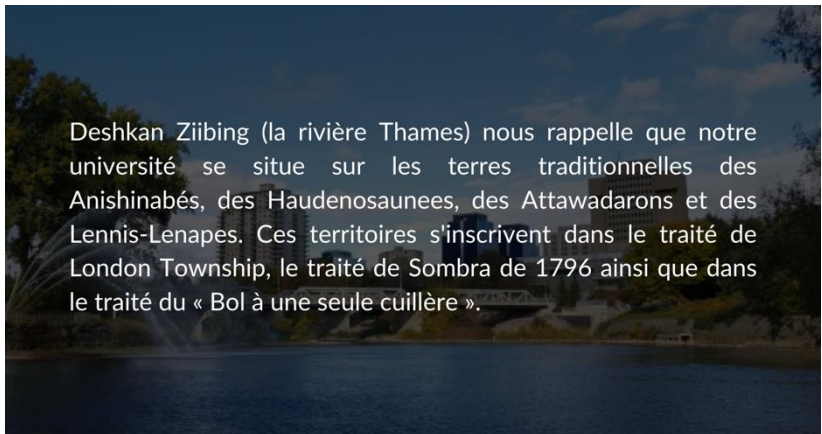 Deshkan Ziibing (la rivière Thames) nous rappelle que notre
université se situe sur les terres traditionnelles des
Anishinabés, des Haudenosaunees, des Attawadarons et des
Lennis-Lenapes. Ces territoires s'inscrivent dans le traité de
London Township, le traité de Sombra de 1796 ainsi que dans
le traité du « Bol à une seule cuillère ».